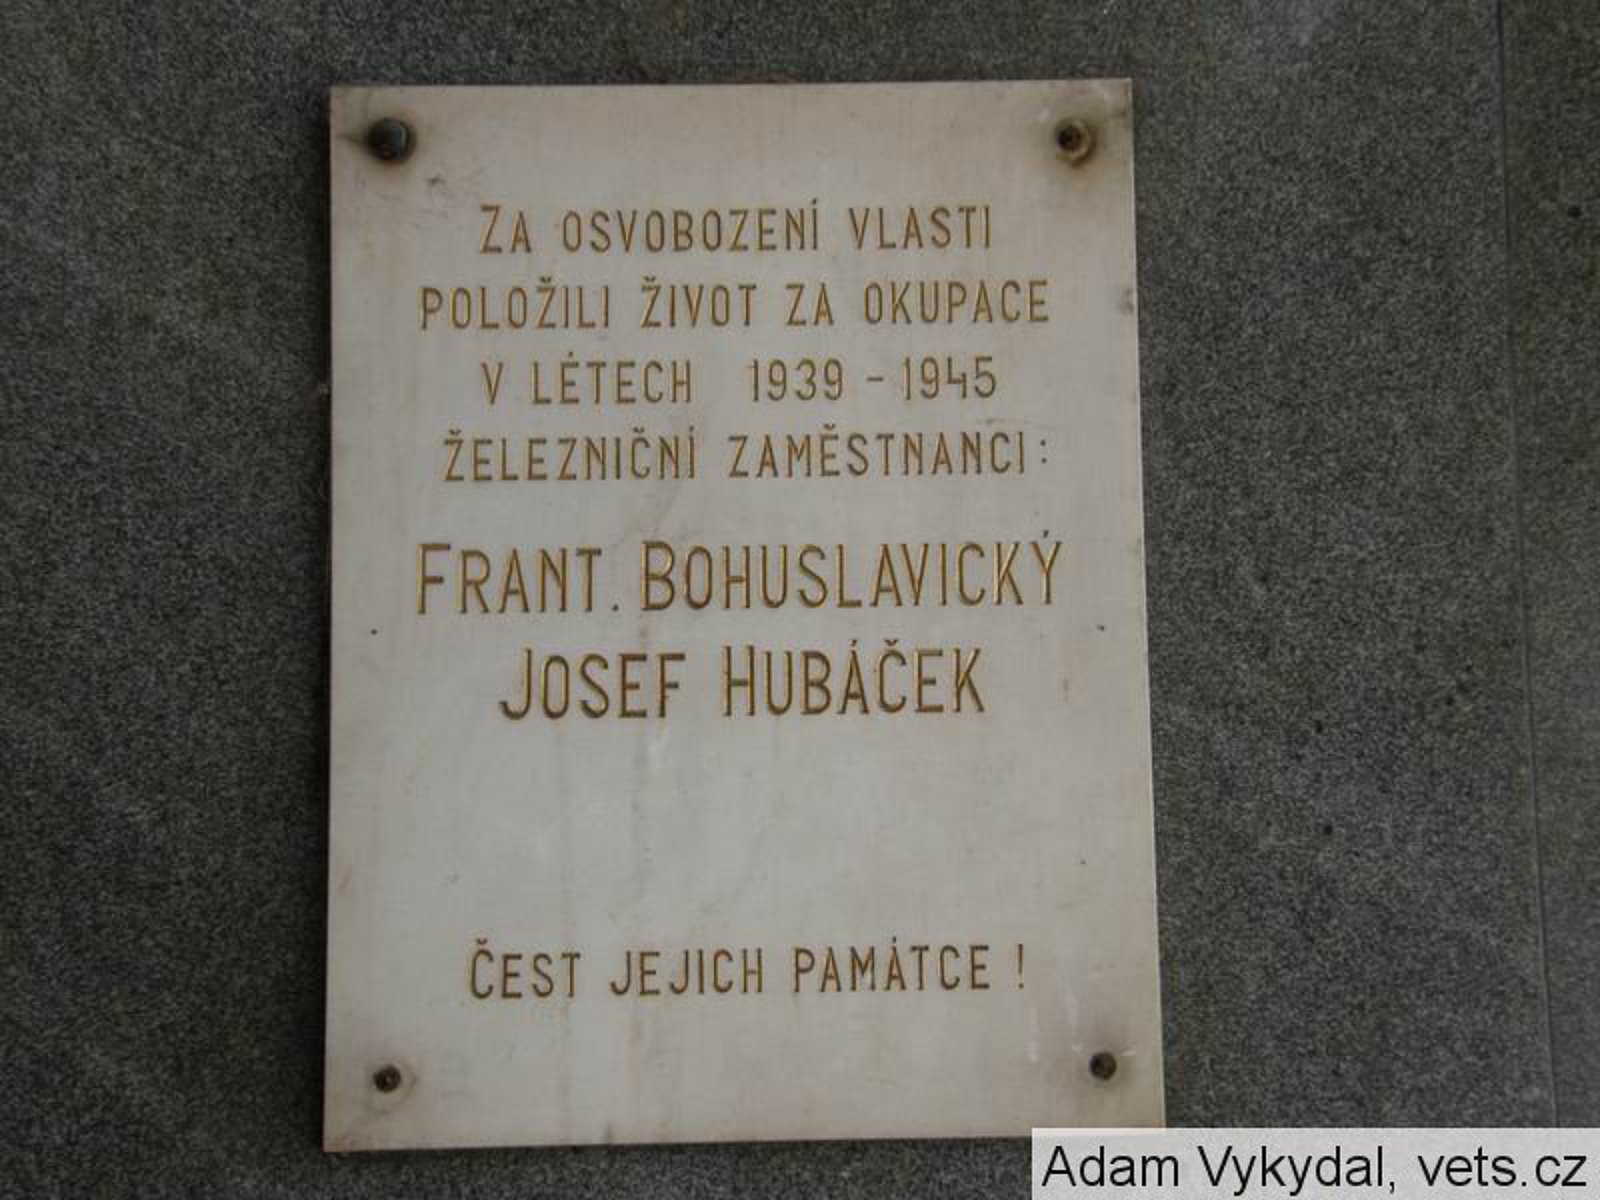 ZA OSVOBOZENÍ VLASTI
POLOŽILI ŽIVOT ZA OKUPACE
V LÉTECH 1939 - 1945
ŽELEZNIČNÍ ZAMĚSTNANCI:
FRANT. BOHUSLAVICKÝ
JOSEF HUBÁČEK
ČEST JEJICH PAMÁTCE!
Adam Vykydal, vets.cz